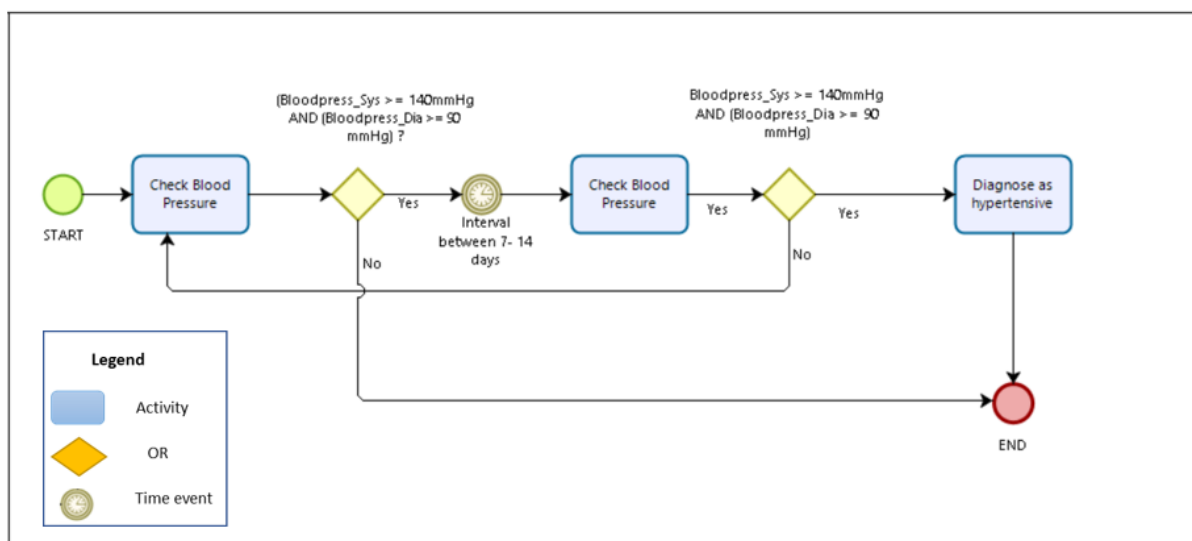 (Bloodpress_Sys >= 140mmHg
AND (Bloodpress_Dia >= 90
mmHg) ?
Bloodpress_Sys >= 140mmHg
AND (Bloodpress_Dia >= 90
mmHg)
START
Check Blood
Pressure
Yes
No
Interval
between 7- 14
days
Check Blood
Pressure
Yes
Yes
No
Diagnose as
hypertensive
END
Legend
Activity
OR
Time event